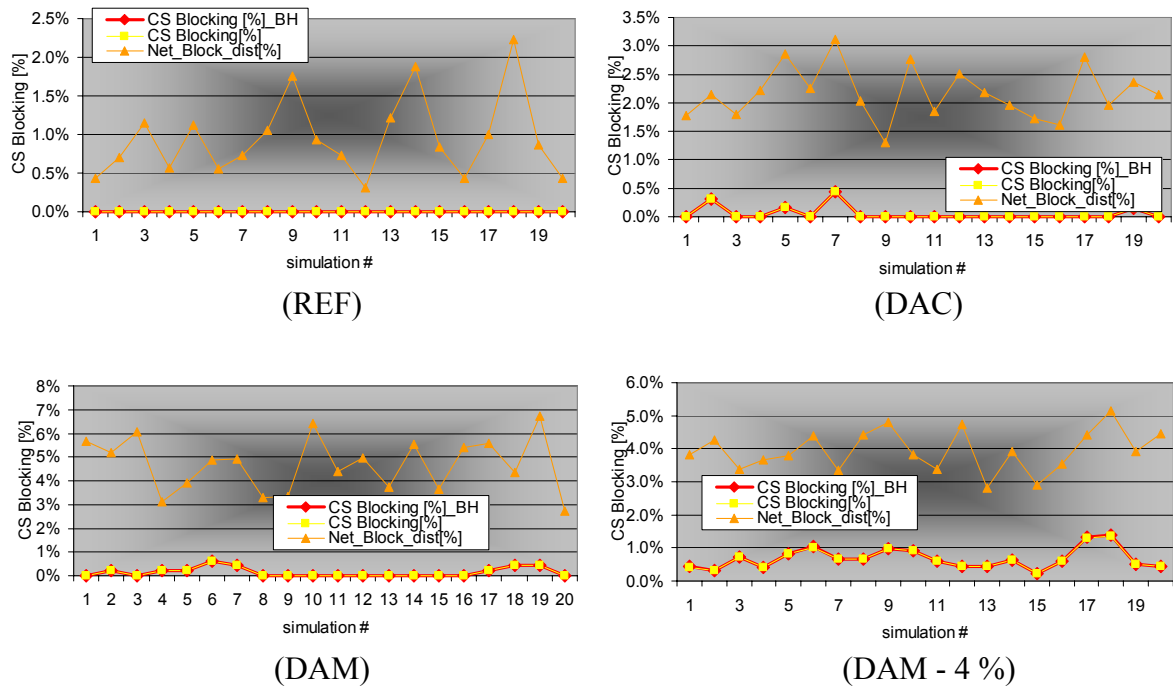 2.5%
2.0%
1.5%
1.0%
0.5%
0.0%
CS Blocking [%]
CS Blocking [%]_BH
CS Blocking[%]
Net_Block_dist[%]
1 3 5 7 9 11 13 15 17 19
simulation #
(REF)
3.5%
3.0%
2.5%
2.0%
1.5%
1.0%
0.5%
0.0%
CS Blocking [%]
CS Blocking [%]_BH
CS Blocking[%]
Net_Block_dist[%]
1 3 5 7 9 11 13 15 17 19
simulation #
(DAC)
8%
7%
6%
5%
4%
3%
2%
1%
0%
CS Blocking [%]
CS Blocking [%]_BH
CS Blocking[%]
Net_Block_dist[%]
1 2 3 4 5 6 7 8 9 10 11 12 13 14 15 16 17 18 19 20
simulation #
(DAM)
6.0%
5.0%
4.0%
3.0%
2.0%
1.0%
0.0%
CS Blocking [%]
CS Blocking [%]_BH
CS Blocking[%]
Net_Block_dist[%]
1 3 5 7 9 11 13 15 17 19
simulation #
(DAM - 4 %)